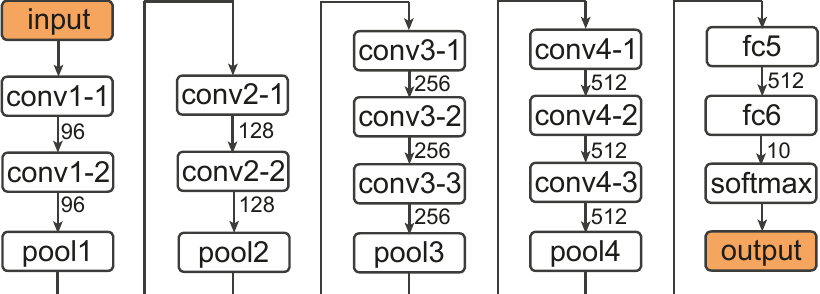 input
conv1-1
96
conv1-2
96
pool1
conv2-1
128
conv2-2
128
pool2
conv3-1
256
conv3-2
256
conv3-3
256
pool3
conv4-1
512
conv4-2
512
conv4-3
512
pool4
fc5
512
fc6
10
softmax
output